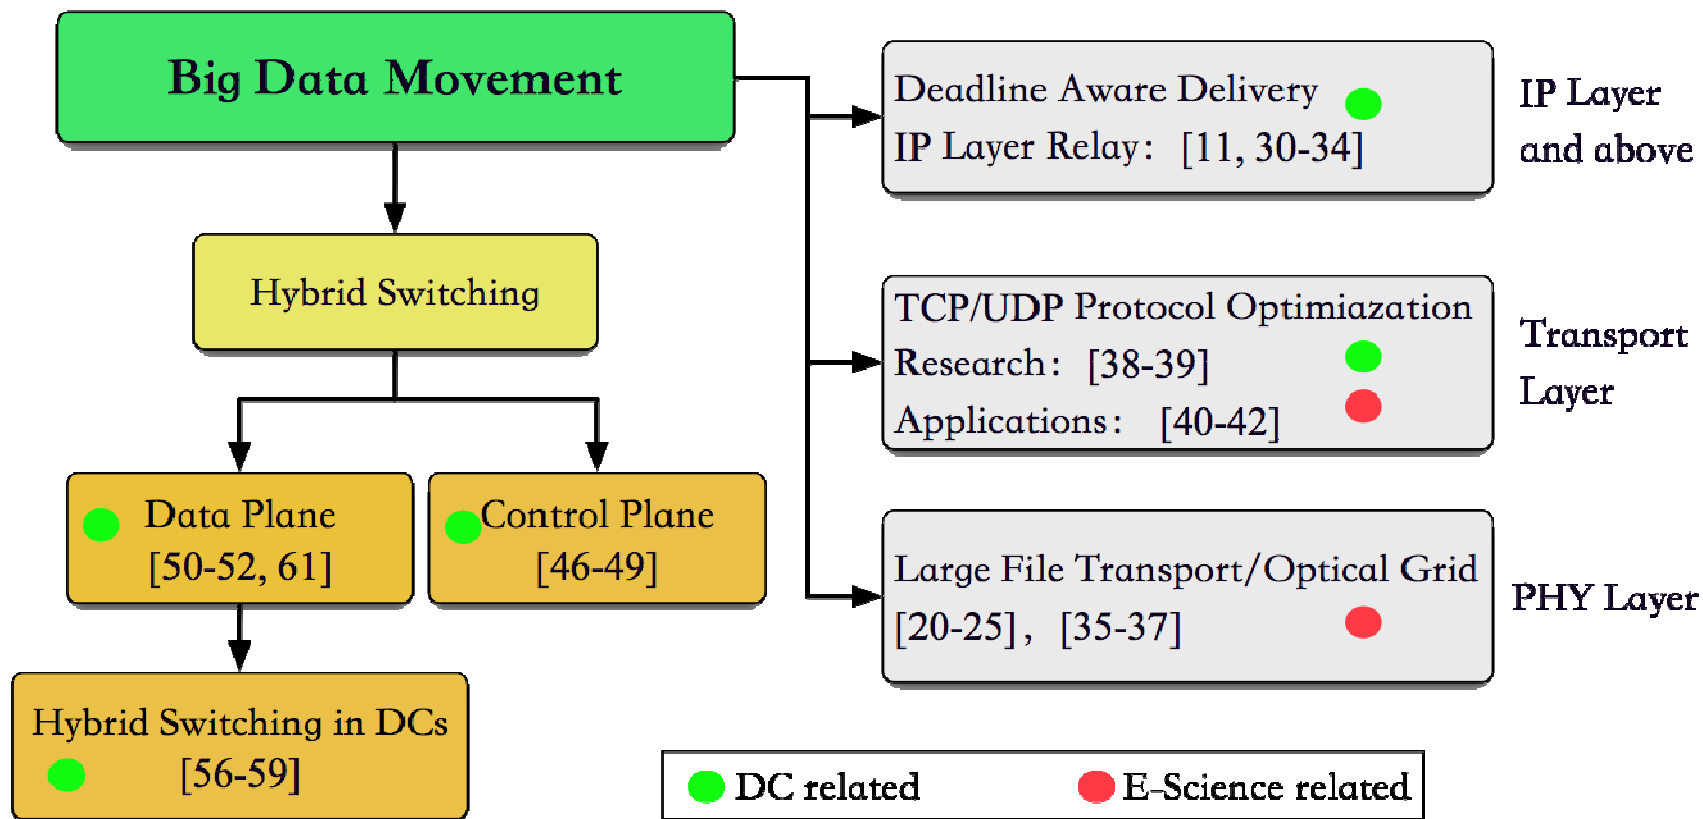 Big Data Movement
Deadline Aware Delivery
IP Layer Relay: [11, 30-34]
IP Layer
and above
Hybrid Switching
TCP/UDP Protocol Optimiazation
Research: [38-39]
Applications: [40-42]
Transport
Layer
Data Plane
[50-52, 61]
Control Plane
[46-49]
Large File Transport/Optical Grid
[20-25], [35-37]
PHY Layer
Hybrid Switching in DCs
[56-59]
DC related
E-Science related